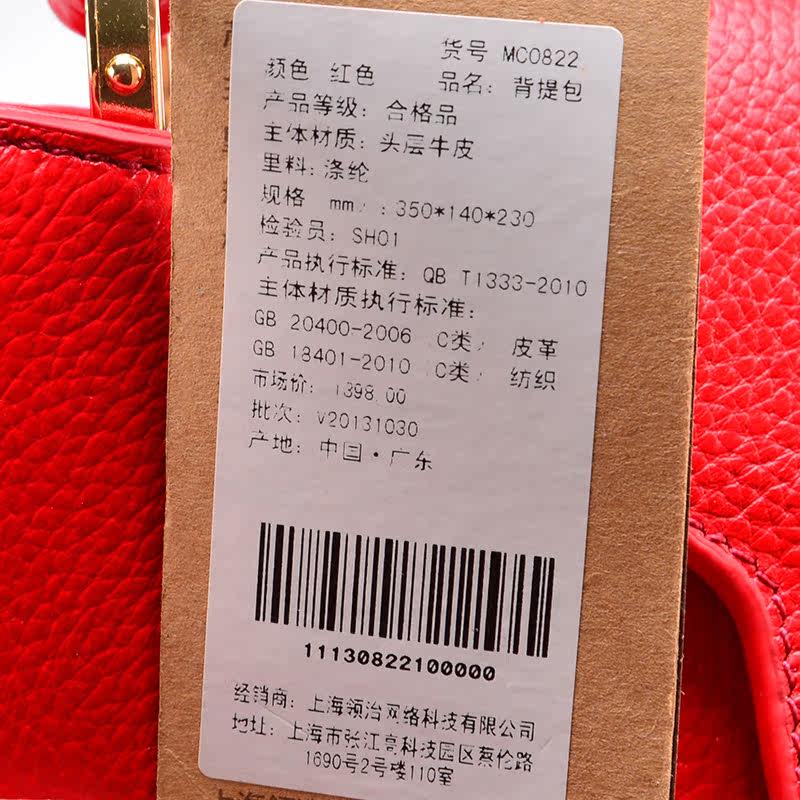 货号 MC0822
颜色 红色 品名: 背提包
产品等级: 合格品
主体材质: 头层牛皮
里料: 涤纶
规格 mm : 350*140*230
检验员: SH01
产品执行标准: QB T1333-2010
主体材质执行标准:
GB 20400-2006 C类 皮革
GB 18401-2010 C类 纺织
市场价: 1398.00
批次: V20131030
产地: 中国·广东
11130822100000
经销商: 上海领治网络科技有限公司
地址: 上海市张江高科技园区蔡伦路
1690号2号楼110室